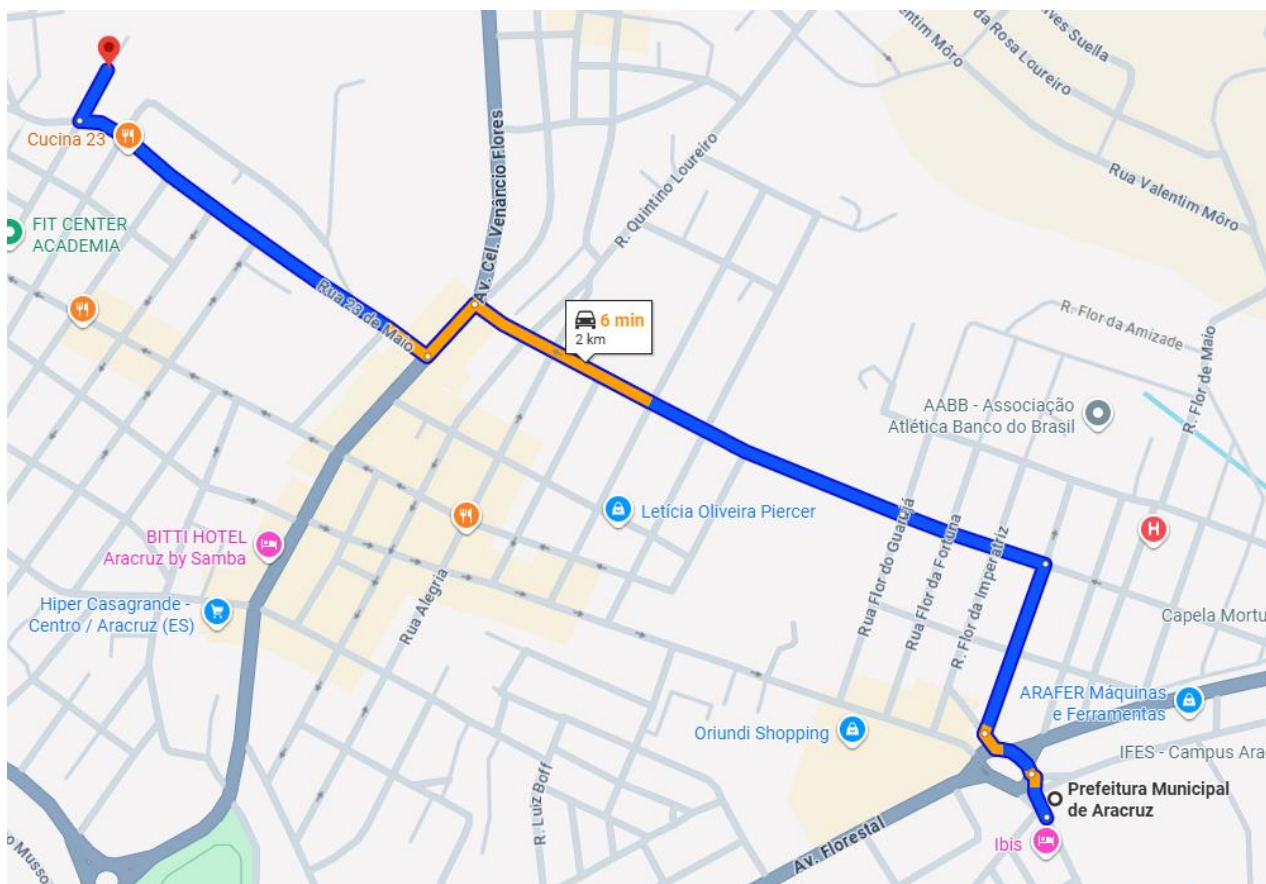 Alves Suella
da Rosa Loureiro
Valentim Môro
Cucina 23
Av. Cel. Venâncio Flores
R. Quintino Loureiro
Rua Valentim Môro
FIT CENTER
ACADEMIA
Rua 23 de Maio
6 min
2 km
R. Flor da Amizade
R. Flor de Maio
AABB - Associação
Atlética Banco do Brasil
Letícia Oliveira Piercer
H
BITTI HOTEL
Aracruz by Samba
Rua Flor do Guarujá
Rua Flor da Fortuna
R. Flor da Imperatriz
Hiper Casagrande -
Centro / Aracruz (ES)
Rua Alegria
Capela Mortu
ARAFER Máquinas
e Ferramentas
Oriundi Shopping
IFES - Campus Ara
Prefeitura Municipal
de Aracruz
R. Luiz Boff
Av. Florestal
Ibis
o Musso